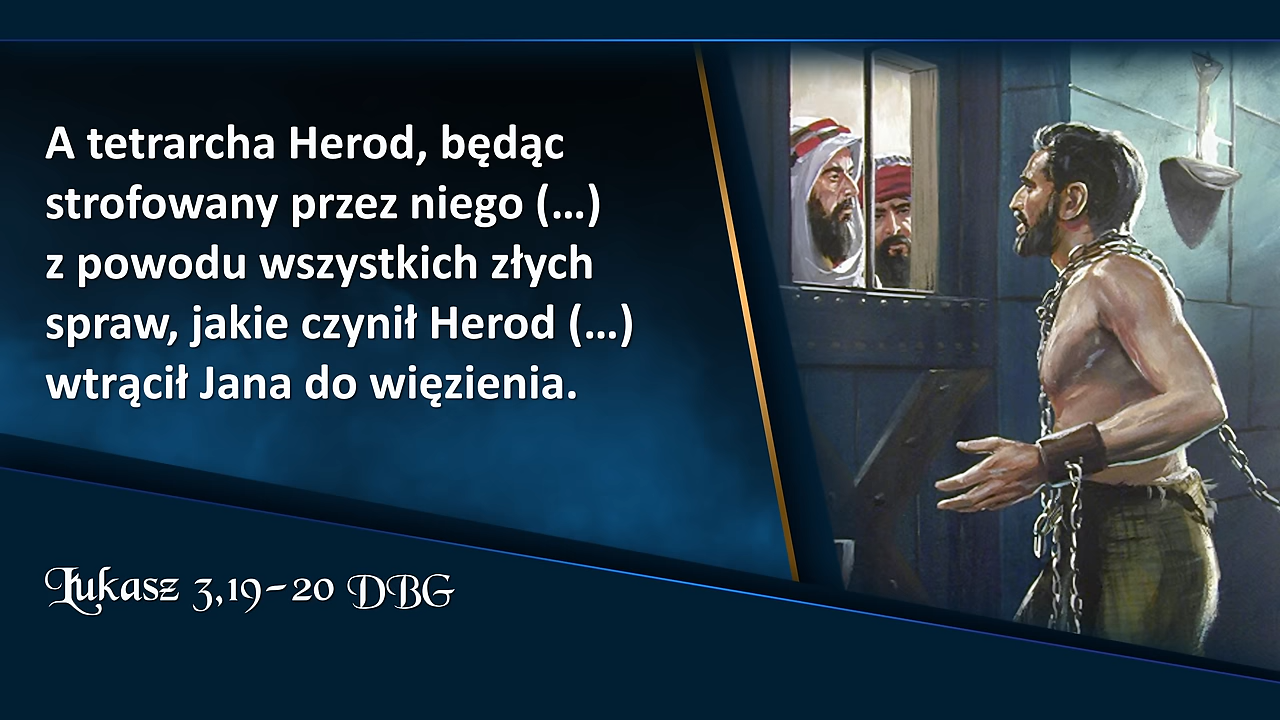 A tetrarcha Herod, będąc
strofowany przez niego (...)
z powodu wszystkich złych
spraw, jakie czynił Herod (...)
wtrącił Jana do więzienia.
Łukasz 3,19-20 DBG